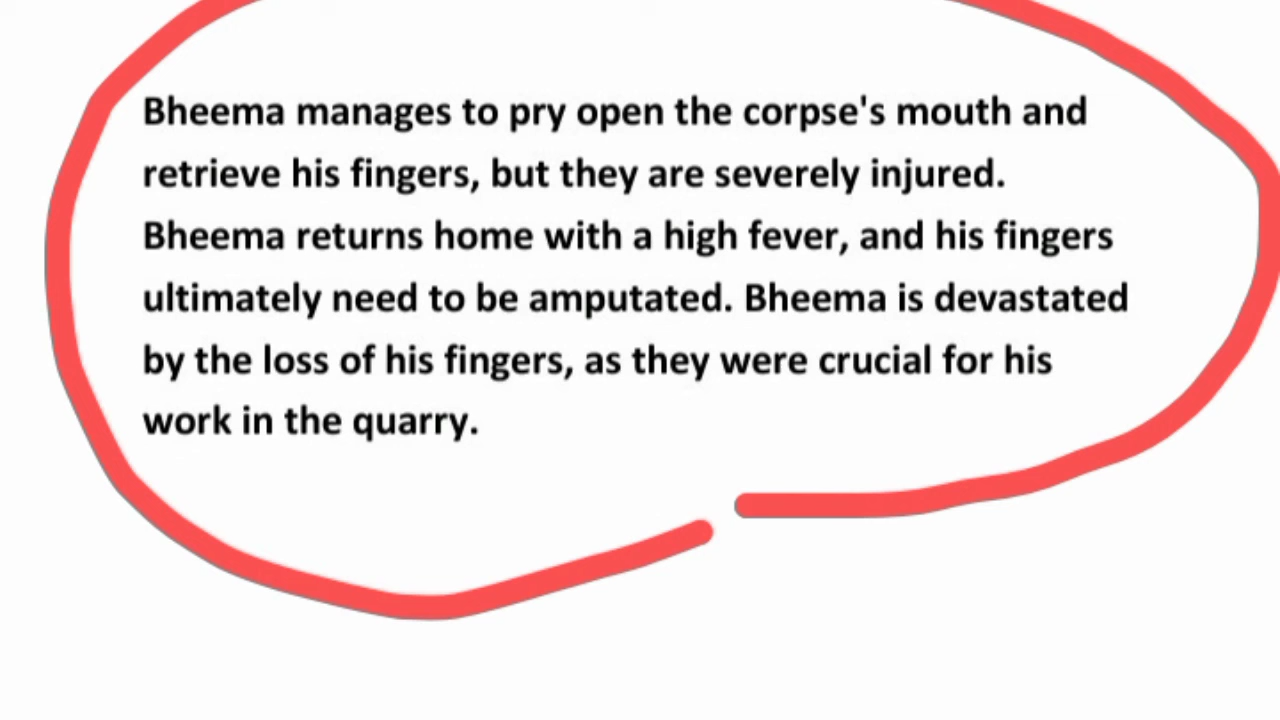 Bheema manages to pry open the corpse's mouth and
retrieve his fingers, but they are severely injured.
Bheema returns home with a high fever, and his fingers
ultimately need to be amputated. Bheema is devastated
by the loss of his fingers, as they were crucial for his
work in the quarry.